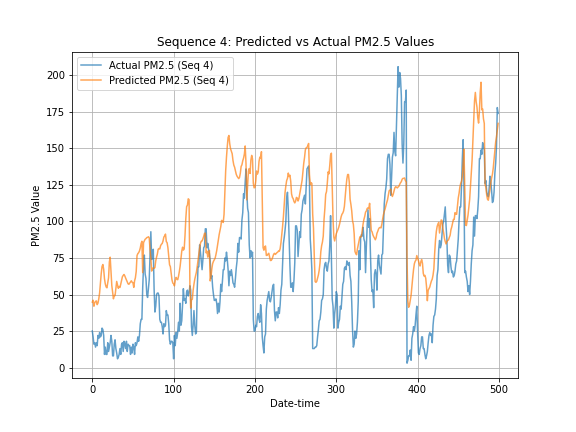 Sequence 4: Predicted vs Actual PM2.5 Values
Actual PM2.5 (Seq 4)
Predicted PM2.5 (Seq 4)
PM2.5 Value
200
175
150
125
100
75
50
25
0
0 100 200 300 400 500
Date-time